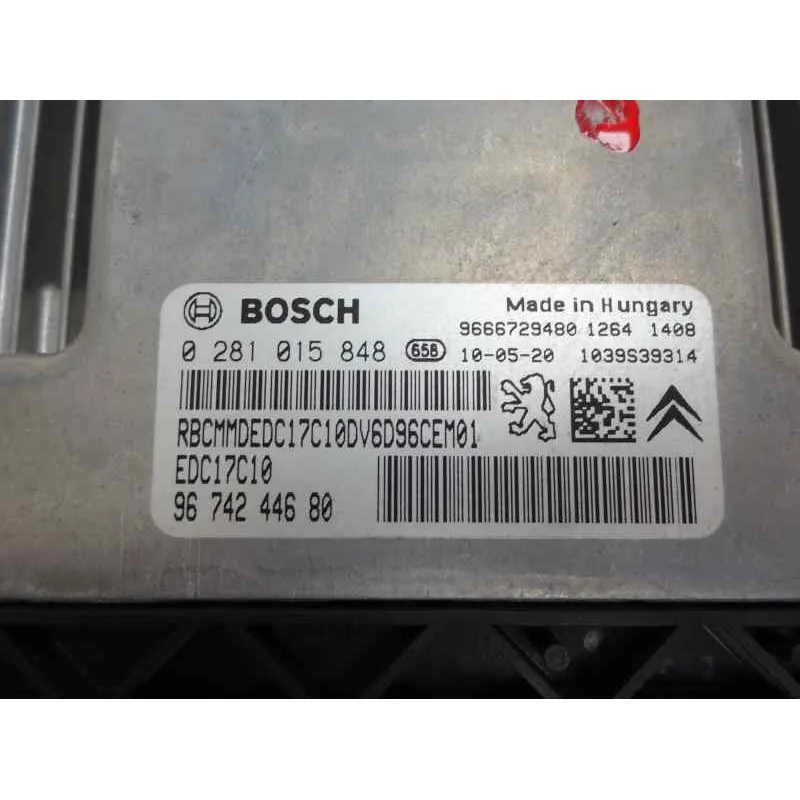 BOSCH
Made in Hungary
9666729480 1264 1408
0 281 015 848 658 10-05-20 1039S39314
RBCMMDEDC17C10DV6D96CEM01
EDC17C10
96 742 446 80